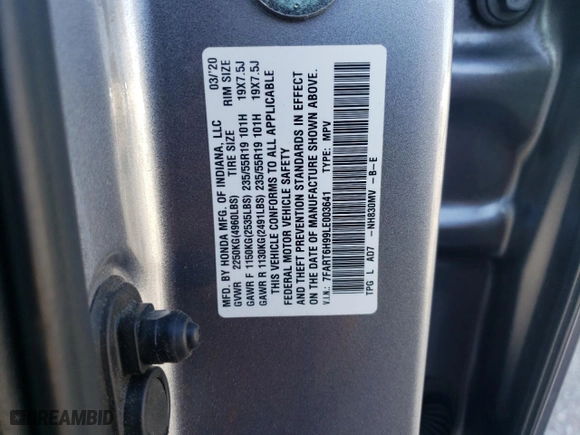 MFD. BY HONDA MFG. OF INDIANA, LLC 03/'20
GVWR 2250KG(4960LBS) TIRE SIZE RIM SIZE
GAWR F 1150KG(2535LBS) 235/55R19 101H 19X7.5J
GAWR R 1130KG(2491LBS) 235/55R19 101H 19X7.5J
THIS VEHICLE CONFORMS TO ALL APPLICABLE
FEDERAL MOTOR VEHICLE SAFETY
AND THEFT PREVENTION STANDARDS IN EFFECT
ON THE DATE OF MANUFACTURE SHOWN ABOVE.
V.I.N.: 7FART6H99LE003641 TYPE: MPV
TPG L AD7 -NH830MV -B-E
DREAMBID